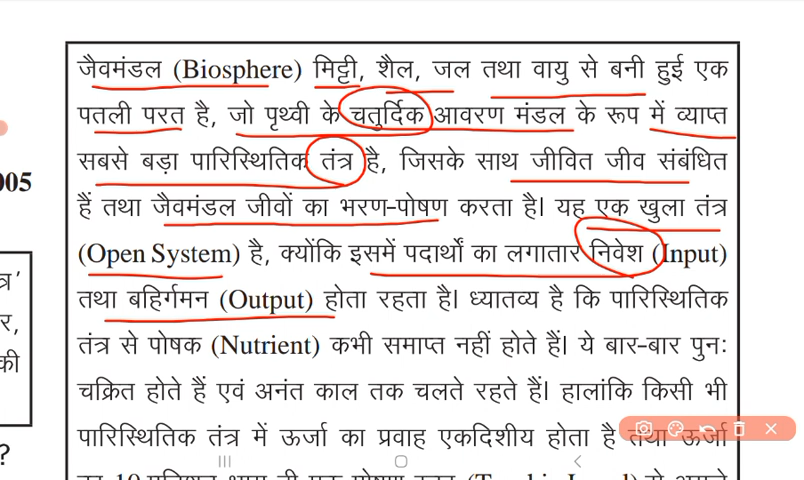 जैवमंडल (Biosphere) मिट्टी, शैल, जल तथा वायु से बनी हुई एक
पतली परत है, जो पृथ्वी के चतुर्दिक आवरण मंडल के रूप में व्याप्त
सबसे बड़ा पारिस्थितिक तंत्र है, जिसके साथ जीवित जीव संबंधित
005
हैं तथा जैवमंडल जीवों का भरण-पोषण करता है। यह एक खुला तंत्र
(Open System) है, क्योंकि इसमें पदार्थों का लगातार निवेश (Input)
त्र'
तथा बहिर्गमन (Output) होता रहता है। ध्यातव्य है कि पारिस्थितिक
र,
तंत्र से पोषक (Nutrient) कभी समाप्त नहीं होते हैं। ये बार-बार पुनः
की
चक्रित होते हैं एवं अनंत काल तक चलते रहते हैं। हालांकि किसी भी
पारिस्थितिक तंत्र में ऊर्जा का प्रवाह एकदिशीय होता है तथा ऊर्जा
?